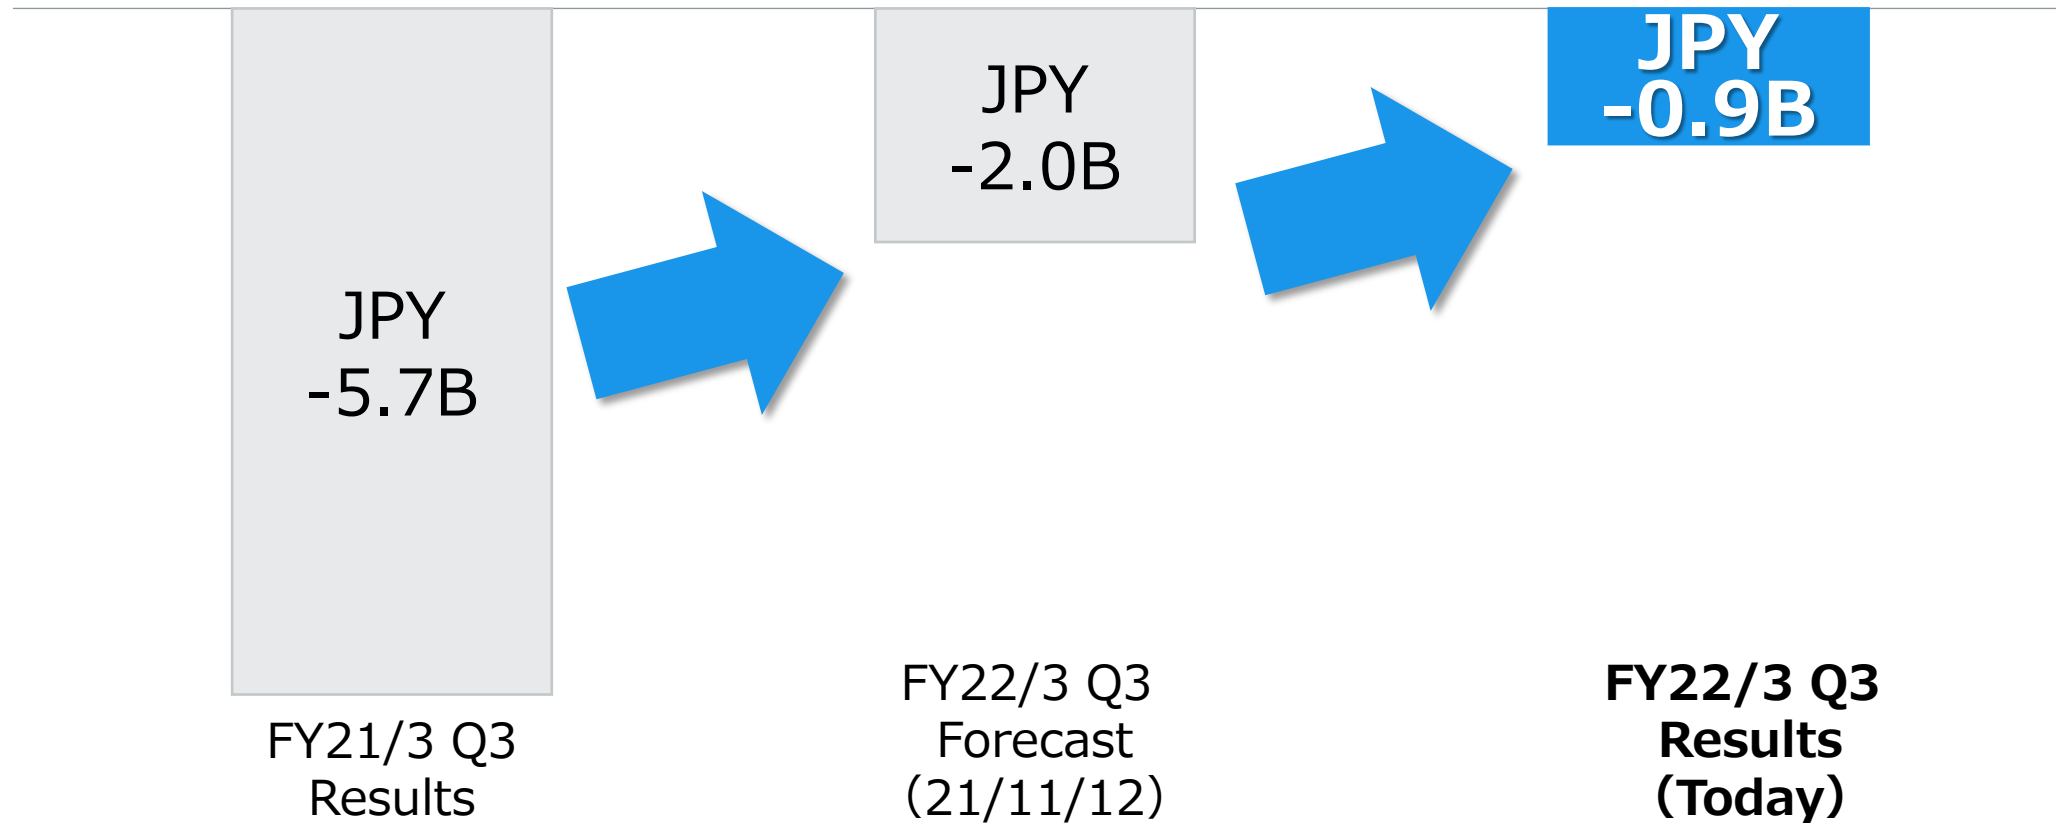 JPY
-5.7B
FY21/3 Q3
Results
JPY
-2.0B
FY22/3 Q3
Forecast
（21/11/12）
JPY
-0.9B
FY22/3 Q3
Results
（Today）